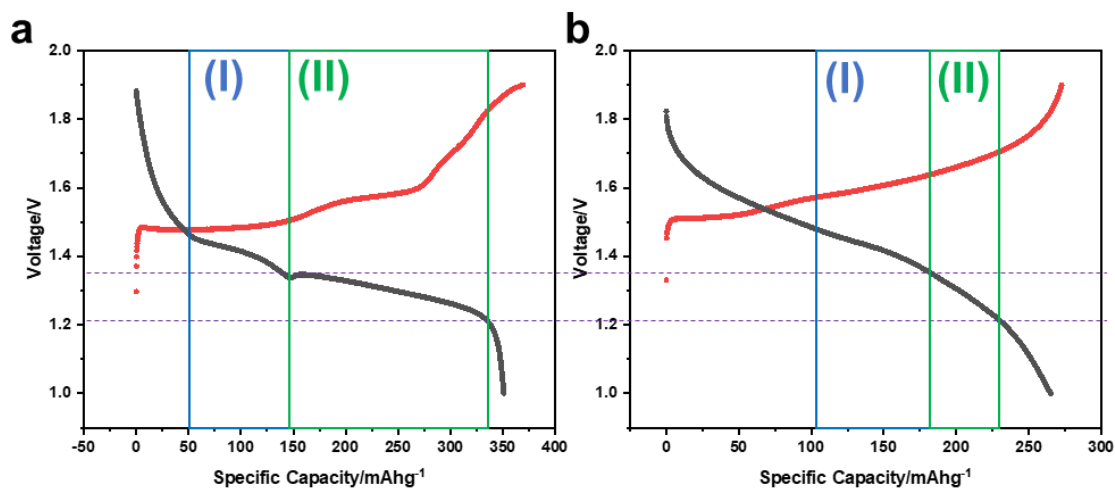 a
2.0
1.8
1.6
1.4
1.2
1.0
Voltage/V
(I)
(II)
-50 0 50 100 150 200 250 300 350 400
Specific Capacity/mAhg⁻¹
b
2.0
1.8
1.6
1.4
1.2
1.0
Voltage/V
(I)
(II)
0 50 100 150 200 250 300
Specific Capacity/mAhg⁻¹